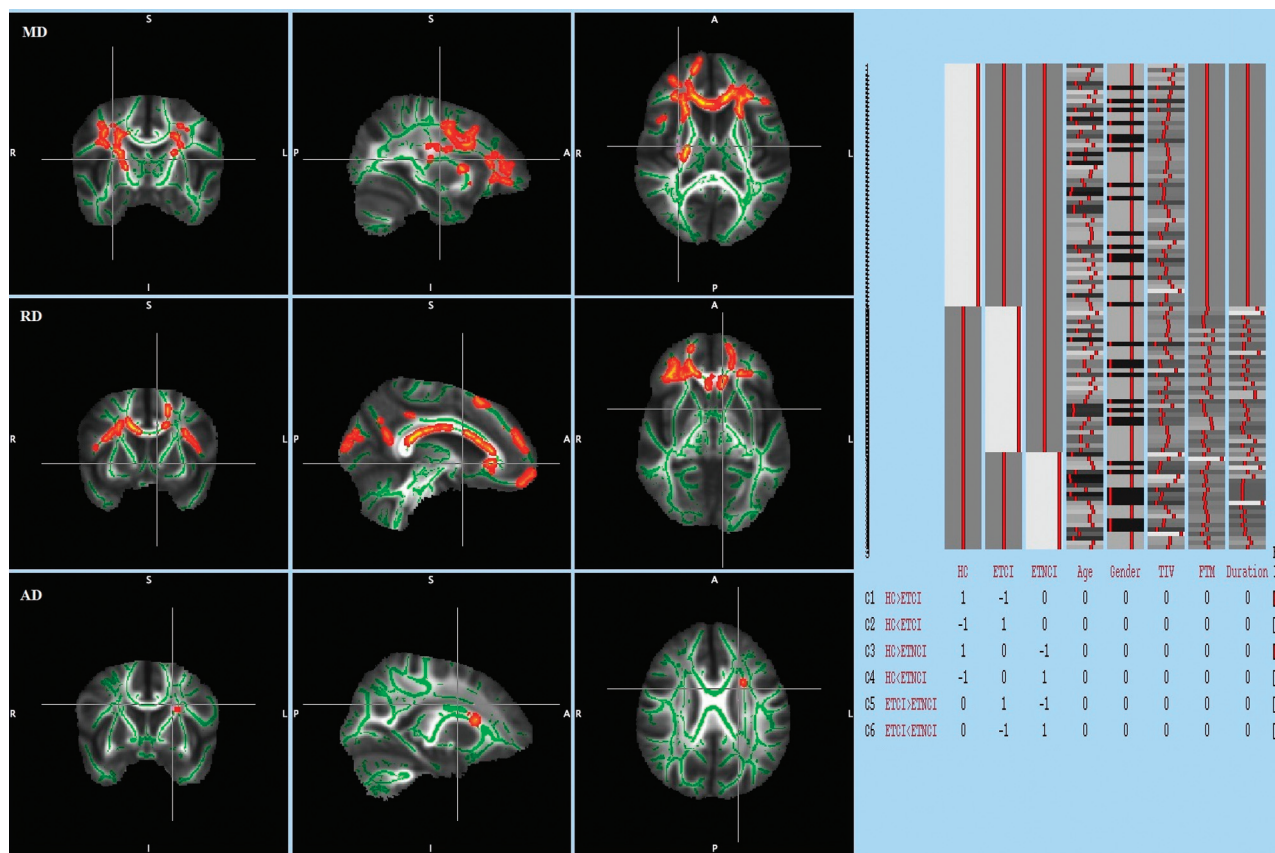 MD
S
S
A
R
L
P
A
R
L
I
I
P
RD
S
S
A
R
L
P
A
R
L
I
I
P
AD
S
S
A
R
L
P
A
R
L
I
I
P
HC ETCI ETNCI Age Gender TIV FTM Duration
C1 HC>ETCI 1 -1 0 0 0 0 0 0
C2 HC<ETCI -1 1 0 0 0 0 0 0
C3 HC>ETNCI 1 0 -1 0 0 0 0 0
C4 HC<ETNCI -1 0 1 0 0 0 0 0
C5 ETCI>ETNCI 0 1 -1 0 0 0 0 0
C6 ETCI<ETNCI 0 -1 1 0 0 0 0 0